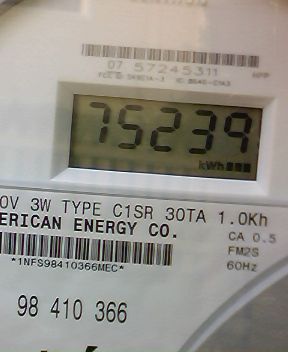 07 57245311
75239
kWh
0V 3W TYPE C1SR 30TA 1.0Kh
ERICAN ENERGY CO.
CA 0.5
FM2S
60Hz
*1NFS98410366MEC*
98 410 366